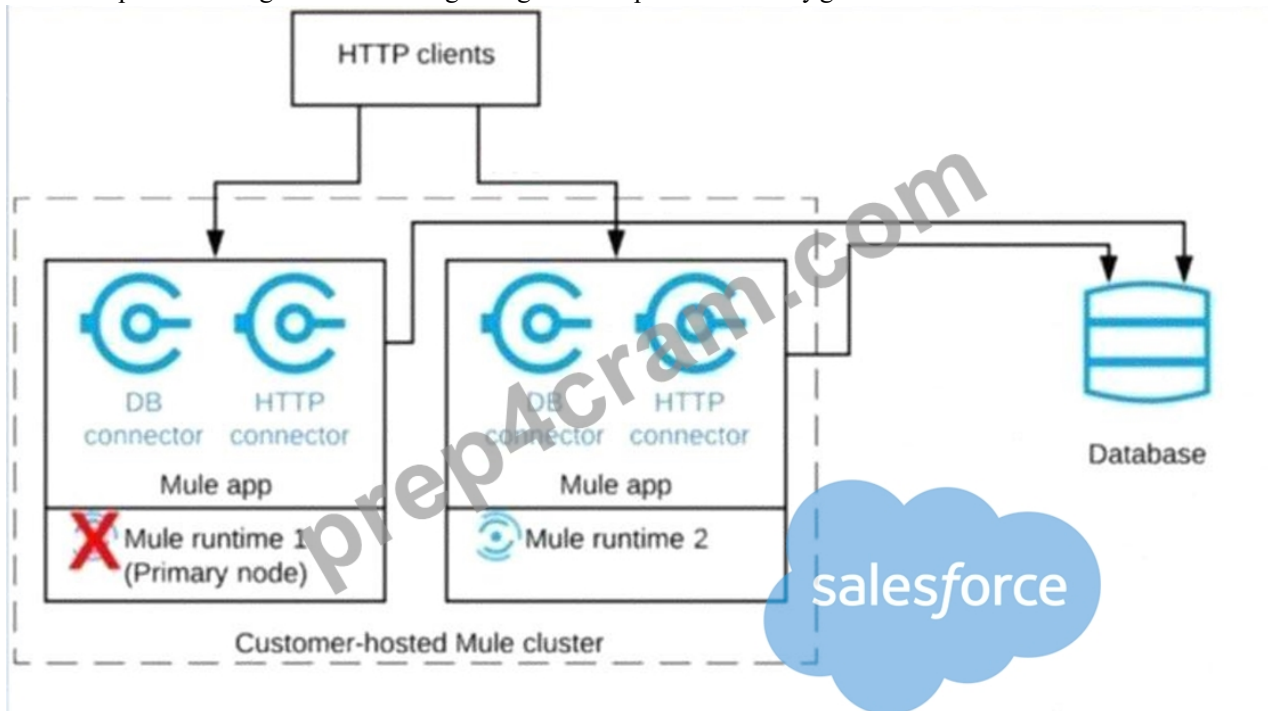 HTTP clients
DB connector
HTTP connector
Mule app
Mule runtime 1
(Primary node)
DB connector
HTTP connector
Mule app
Mule runtime 2
Customer-hosted Mule cluster
Database
salesforce
prep4cram.com